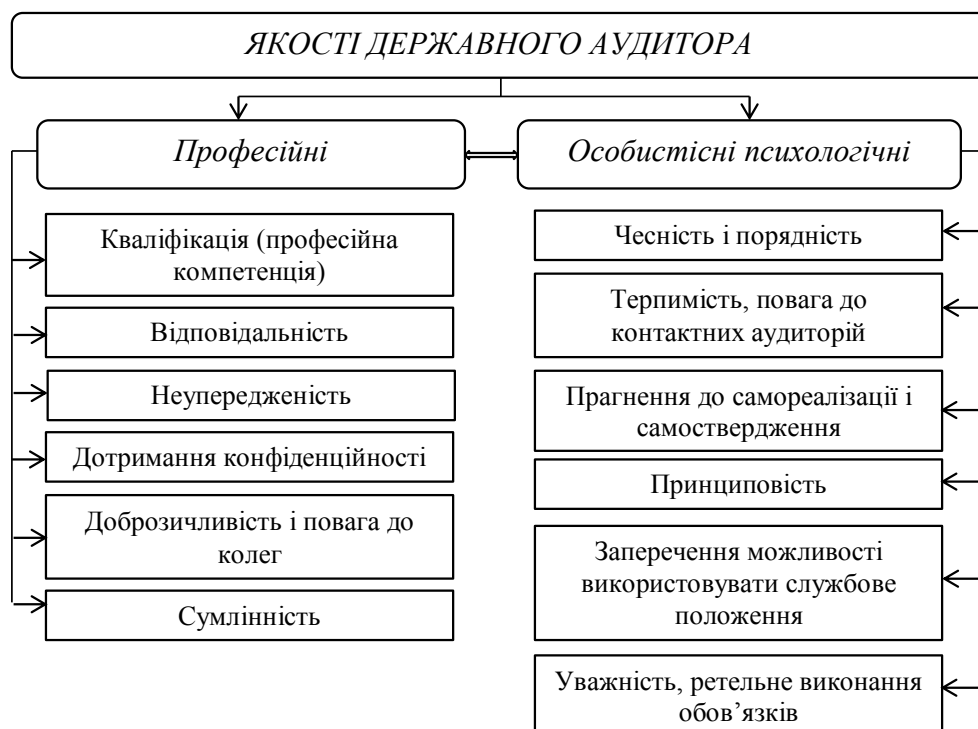 ЯКОСТІ ДЕРЖАВНОГО АУДИТОРА
Професійні
Кваліфікація (професійна
компетенція)
Відповідальність
Неупередженість
Дотримання конфіденційності
Доброзичливість і повага до
колег
Сумлінність
Особистісні психологічні
Чесність і порядність
Терпимість, повага до
контактних аудиторій
Прагнення до самореалізації і
самоствердження
Принциповість
Заперечення можливості
використовувати службове
положення
Уважність, ретельне виконання
обов’язків